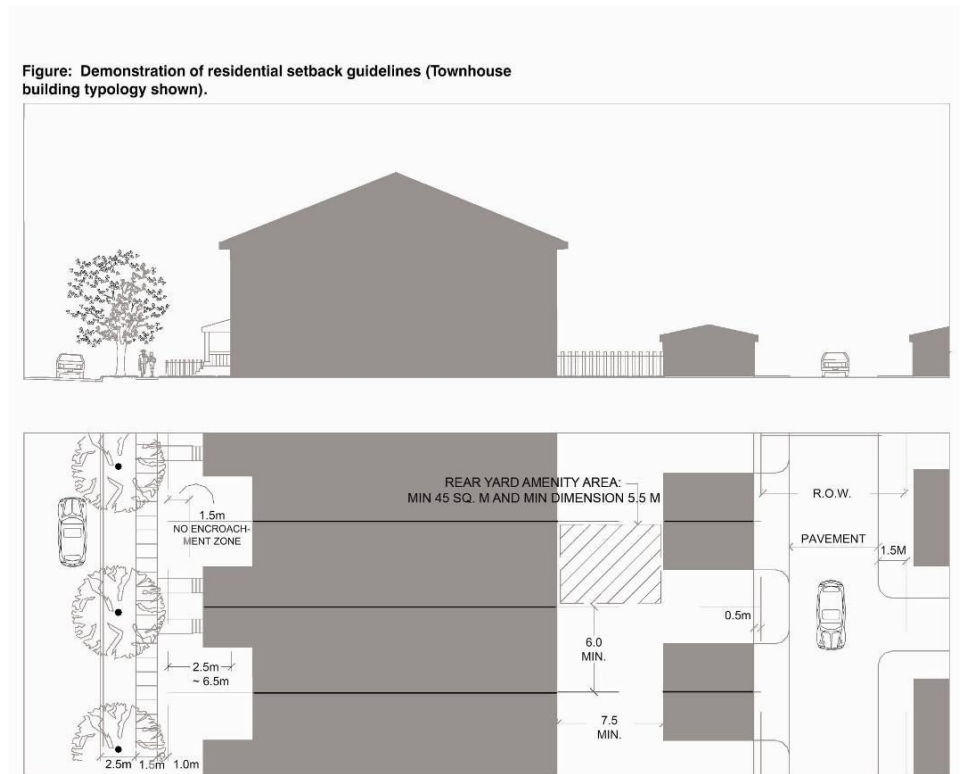 Figure: Demonstration of residential setback guidelines (Townhouse
building typology shown).
REAR YARD AMENITY AREA:
MIN 45 SQ. M AND MIN DIMENSION 5.5 M
R.O.W.
1.5m
NO ENCROACH-
MENT ZONE
PAVEMENT
1.5M
0.5m
6.0
MIN.
2.5m
~ 6.5m
7.5
MIN.
2.5m 1.5m 1.0m